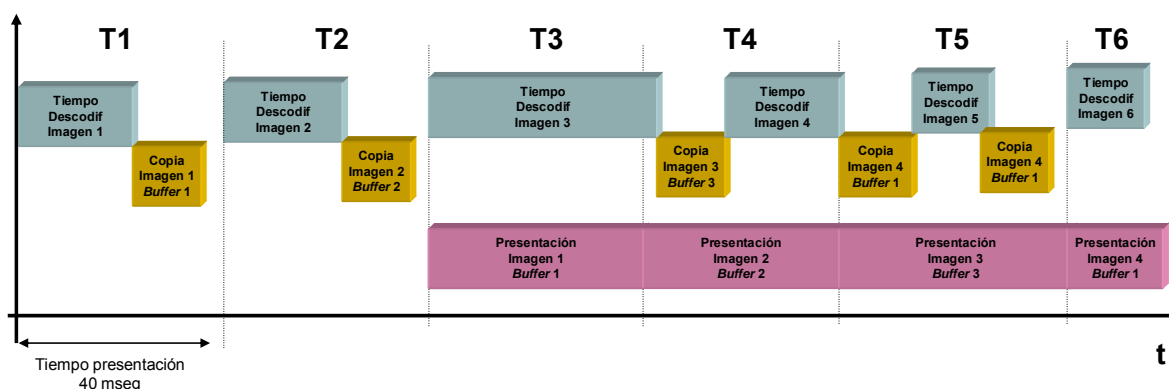 T1
T2
T3
T4
T5
T6
Tiempo
Descodif
Imagen 1
Tiempo
Descodif
Imagen 2
Tiempo
Descodif
Imagen 3
Tiempo
Descodif
Imagen 4
Tiempo
Descodif
Imagen 5
Tiempo
Descodif
Imagen 6
Copia
Imagen 1
Buffer 1
Copia
Imagen 2
Buffer 2
Copia
Imagen 3
Buffer 3
Copia
Imagen 4
Buffer 1
Copia
Imagen 4
Buffer 1
Presentación
Imagen 1
Buffer 1
Presentación
Imagen 2
Buffer 2
Presentación
Imagen 3
Buffer 3
Presentación
Imagen 4
Buffer 1
t
Tiempo presentación
40 mseg